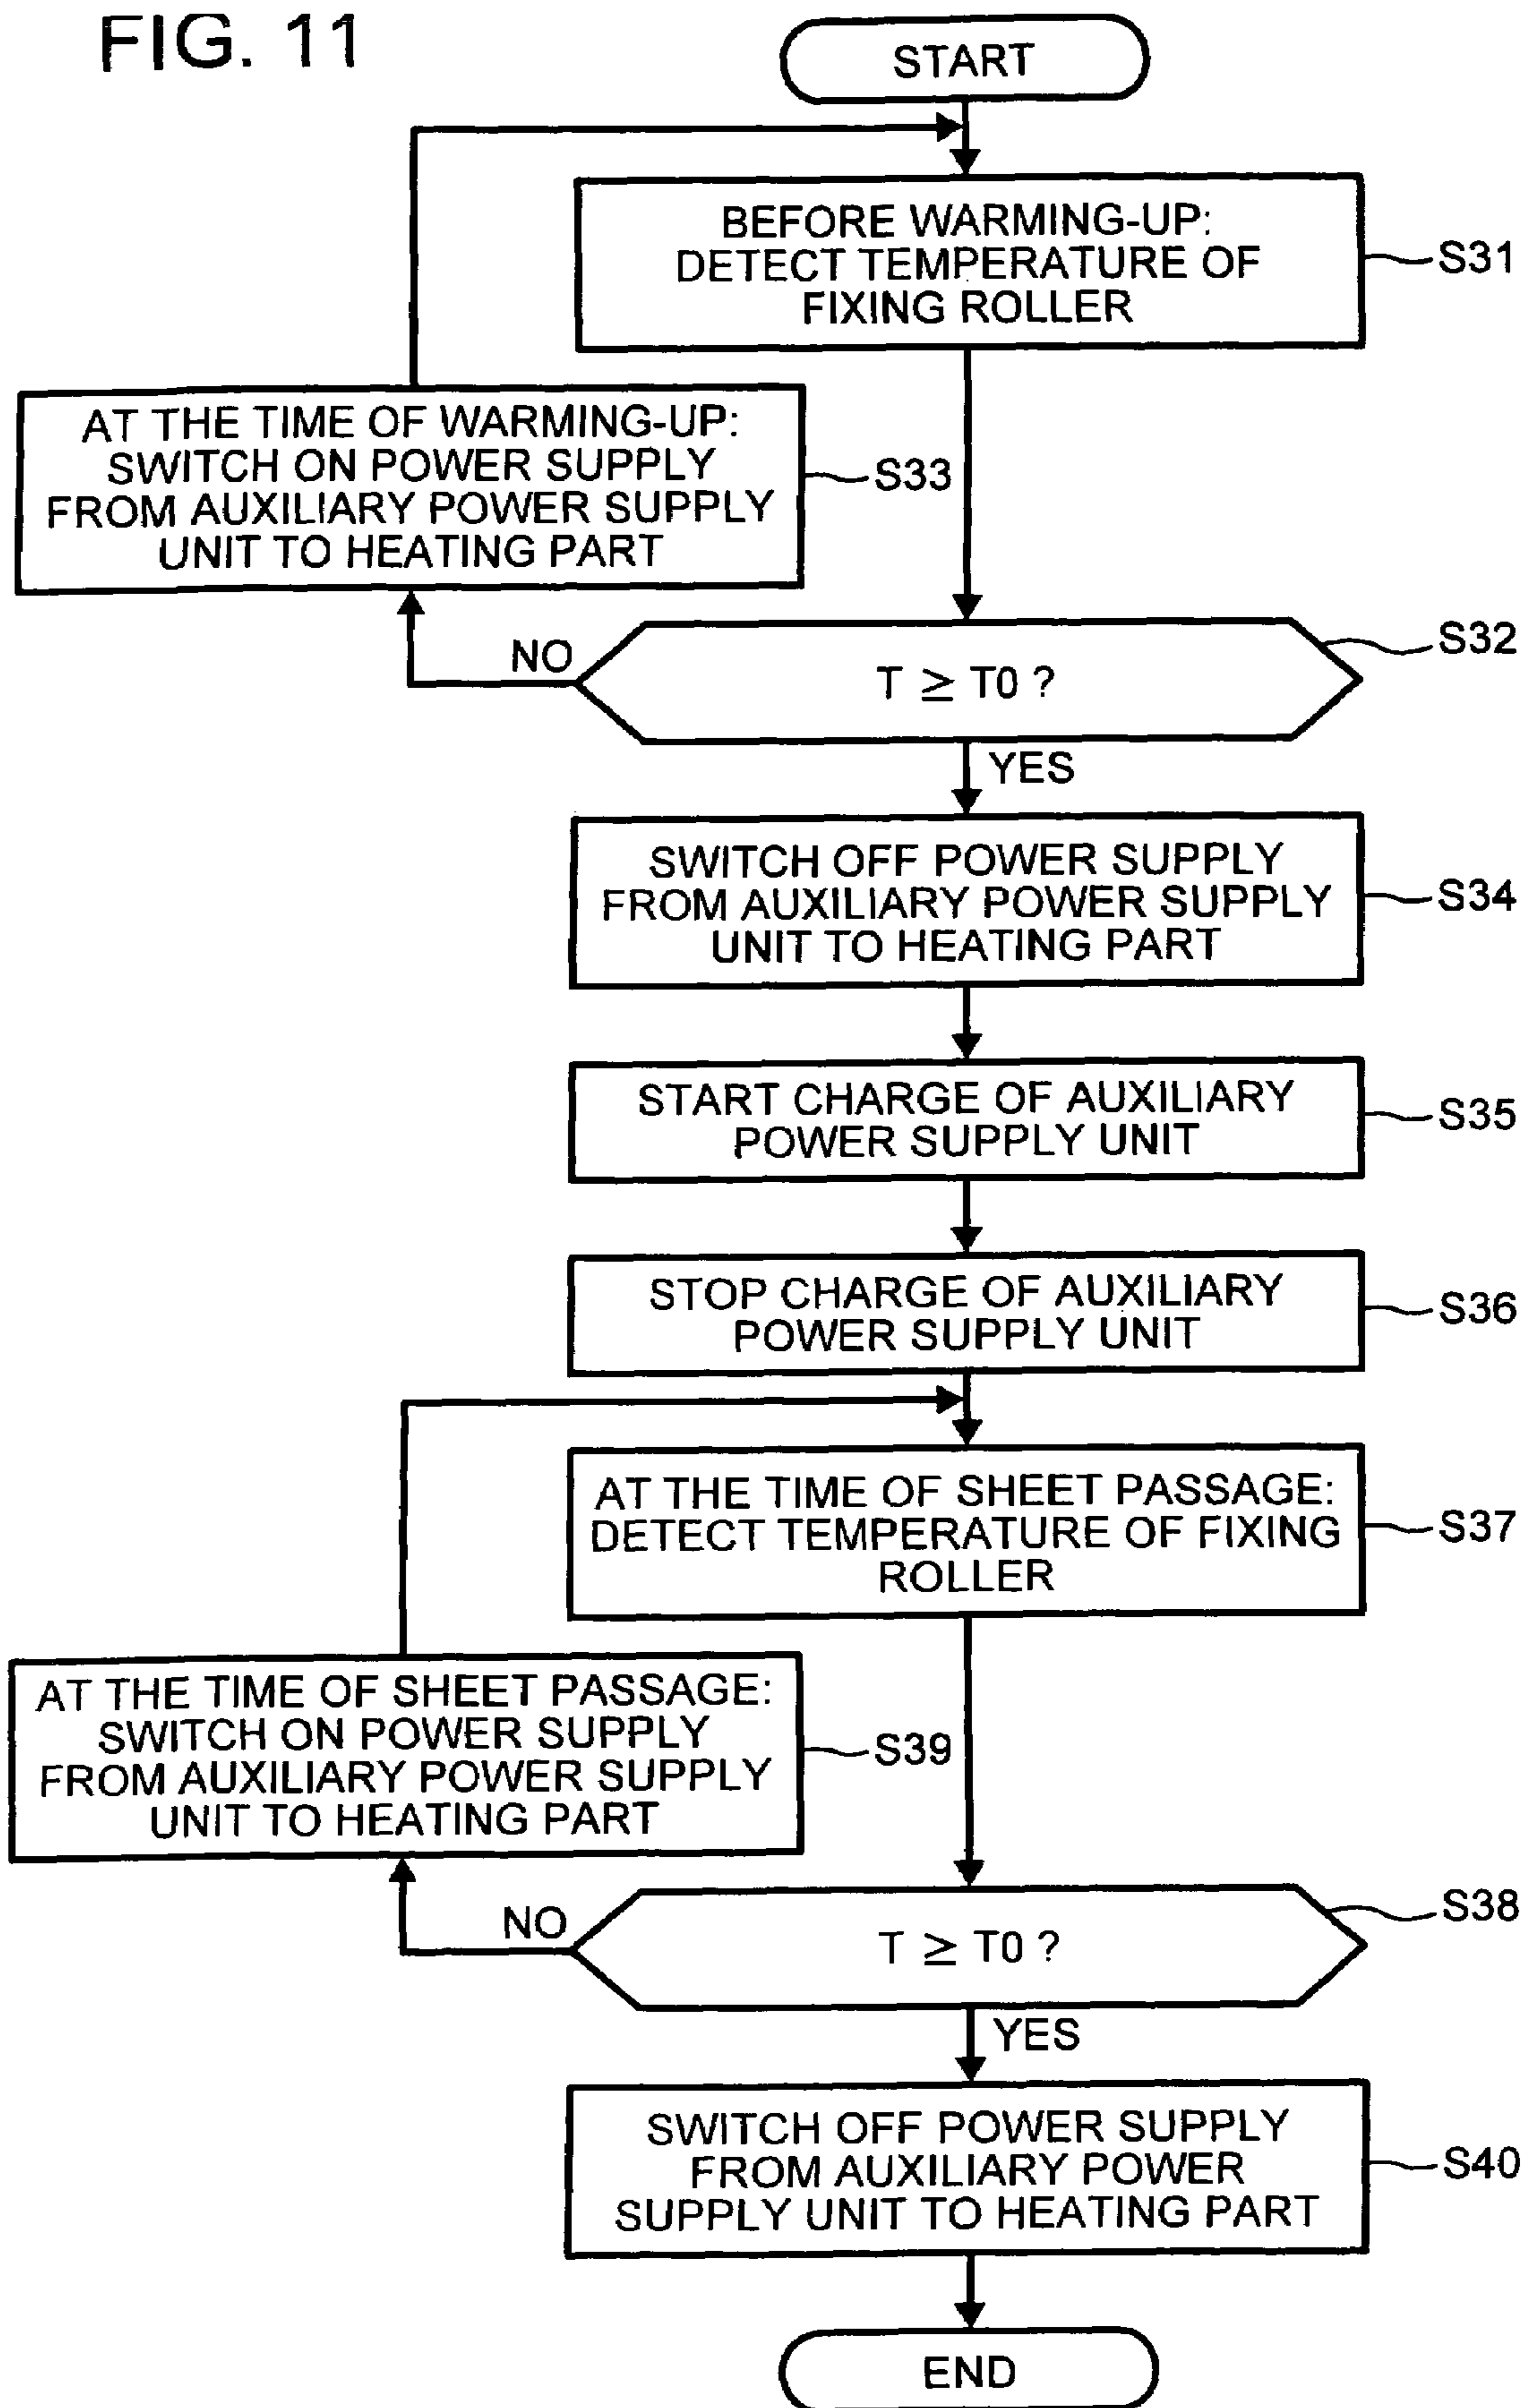 FIG. 11
START
BEFORE WARMING-UP:
DETECT TEMPERATURE OF
FIXING ROLLER
S31
AT THE TIME OF WARMING-UP:
SWITCH ON POWER SUPPLY
FROM AUXILIARY POWER SUPPLY
UNIT TO HEATING PART
S33
S32
NO
T ≥ T0 ?
YES
SWITCH OFF POWER SUPPLY
FROM AUXILIARY POWER SUPPLY
UNIT TO HEATING PART
S34
START CHARGE OF AUXILIARY
POWER SUPPLY UNIT
S35
STOP CHARGE OF AUXILIARY
POWER SUPPLY UNIT
S36
AT THE TIME OF SHEET PASSAGE:
DETECT TEMPERATURE OF FIXING
ROLLER
S37
AT THE TIME OF SHEET PASSAGE:
SWITCH ON POWER SUPPLY
FROM AUXILIARY POWER SUPPLY
UNIT TO HEATING PART
S39
S38
NO
T ≥ T0 ?
YES
SWITCH OFF POWER SUPPLY
FROM AUXILIARY POWER
SUPPLY UNIT TO HEATING PART
S40
END